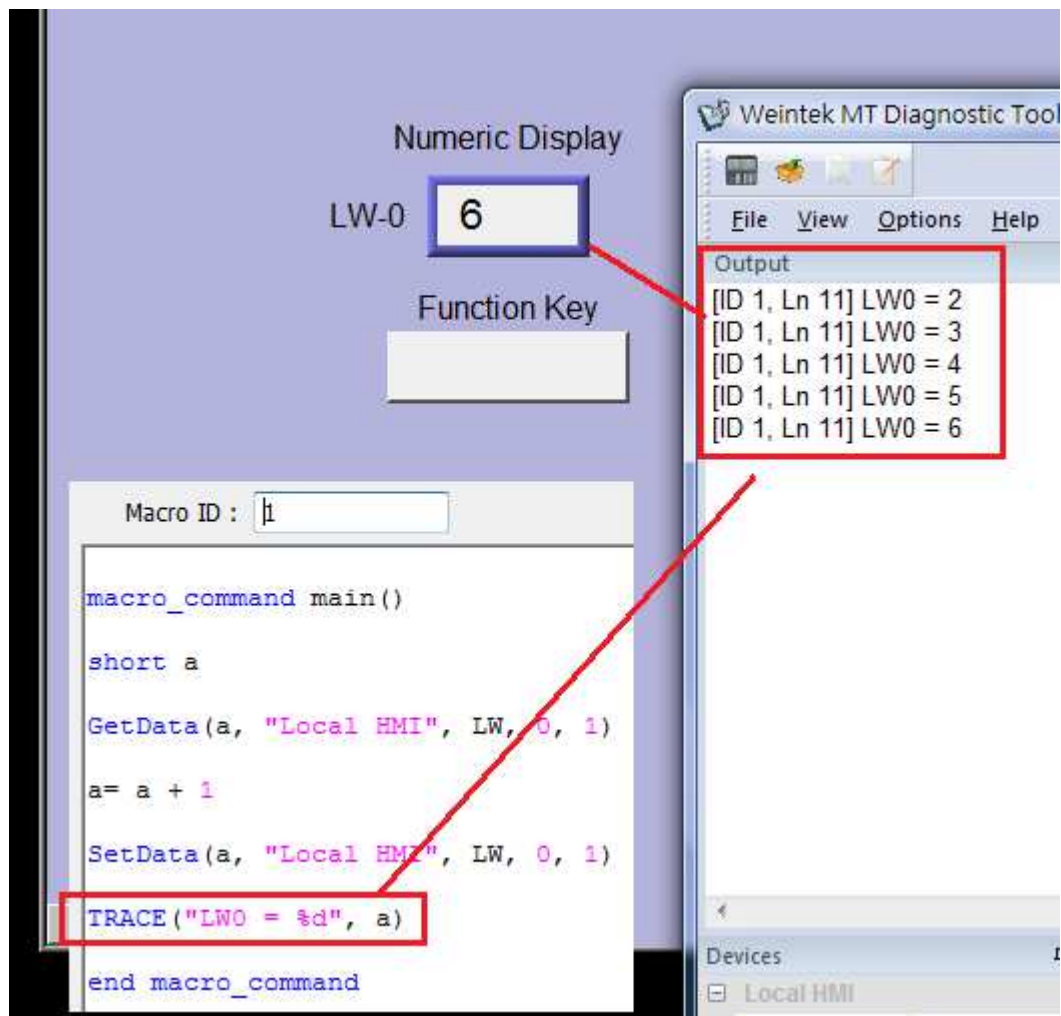 Numeric Display
LW-0
6
Function Key
Macro ID :
1
macro_command main()
short a
GetData(a, "Local HMI", LW, 0, 1)
a= a + 1
SetData(a, "Local HMI", LW, 0, 1)
TRACE("LW0 = %d", a)
end macro_command
Weintek MT Diagnostic Tool
File View Options Help
Output
[ID 1, Ln 11] LW0 = 2
[ID 1, Ln 11] LW0 = 3
[ID 1, Ln 11] LW0 = 4
[ID 1, Ln 11] LW0 = 5
[ID 1, Ln 11] LW0 = 6
Devices
Local HMI